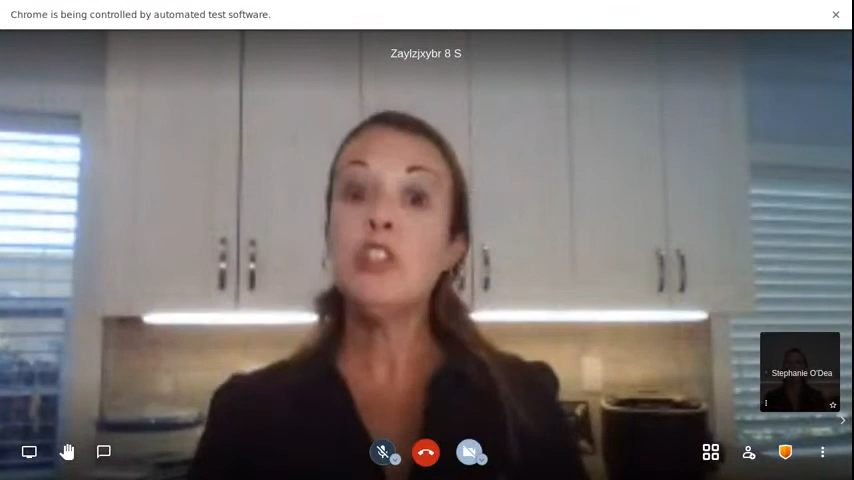 Chrome is being controlled by automated test software.
Zaylzjxybr 8 S
Stephanie O'Dea